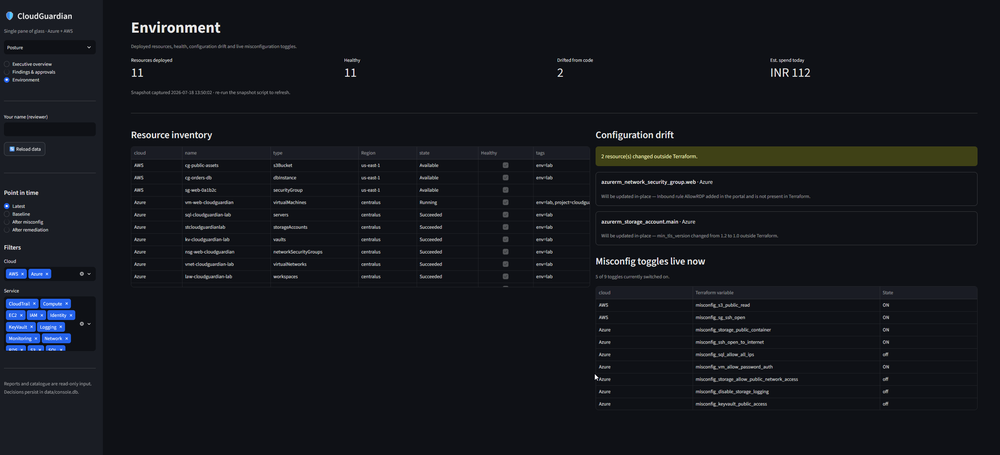 CloudGuardian
Single pane of glass · Azure + AWS
Posture
Executive overview
Findings & approvals
Environment
Your name (reviewer)
Reload data
Point in time
Latest
Baseline
After misconfig
After remediation
Filters
Cloud
AWS × Azure ×
Service
CloudTrail × Compute ×
EC2 × IAM × Identity ×
KeyVault × Logging ×
Monitoring × Network ×
RDS × S3 × SQL ×
Reports and catalogue are read-only input.
Decisions persist in data/console.db.
Environment
Deployed resources, health, configuration drift and live misconfiguration toggles.
Resources deployed Healthy Drifted from code Est. spend today
11 11 2 INR 112
Snapshot captured 2026-07-18 13:50:02 · re-run the snapshot script to refresh.
Resource inventory
cloud name type Region state Healthy tags
AWS cg-public-assets s3Bucket us-east-1 Available env=lab
AWS cg-orders-db dbInstance us-east-1 Available env=lab
AWS sg-web-0a1b2c securityGroup us-east-1 Available
Azure vm-web-cloudguardian virtualMachines centralus Running env=lab, project=cloudgua
Azure sql-cloudguardian-lab servers centralus Succeeded env=lab
Azure stcloudguardianlab storageAccounts centralus Succeeded env=lab
Azure kv-cloudguardian-lab vaults centralus Succeeded env=lab
Azure nsg-web-cloudguardian networkSecurityGroups centralus Succeeded env=lab
Azure vnet-cloudguardian-lab virtualNetworks centralus Succeeded env=lab
Azure law-cloudguardian-lab workspaces centralus Succeeded env=lab
Configuration drift
2 resource(s) changed outside Terraform.
azurerm_network_security_group.web · Azure
Will be updated in-place — Inbound rule AllowRDP added in the portal and is not present in Terraform.
azurerm_storage_account.main · Azure
Will be updated in-place — min_tls_version changed from 1.2 to 1.0 outside Terraform.
Misconfig toggles live now
5 of 9 toggles currently switched on.
cloud Terraform variable State
AWS misconfig_s3_public_read ON
AWS misconfig_sg_ssh_open ON
Azure misconfig_storage_public_container ON
Azure misconfig_ssh_open_to_internet ON
Azure misconfig_sql_allow_all_ips off
Azure misconfig_vm_allow_password_auth ON
Azure misconfig_storage_allow_public_network_access off
Azure misconfig_disable_storage_logging off
Azure misconfig_keyvault_public_access off